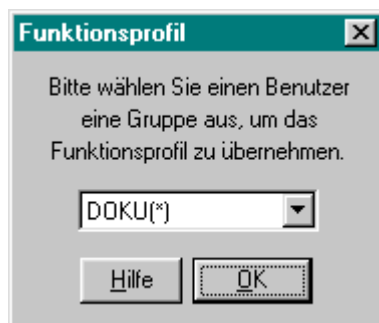 Funktionsprofil
Bitte wählen Sie einen Benutzer
eine Gruppe aus, um das
Funktionsprofil zu übernehmen.
DOKU(*)
Hilfe
OK